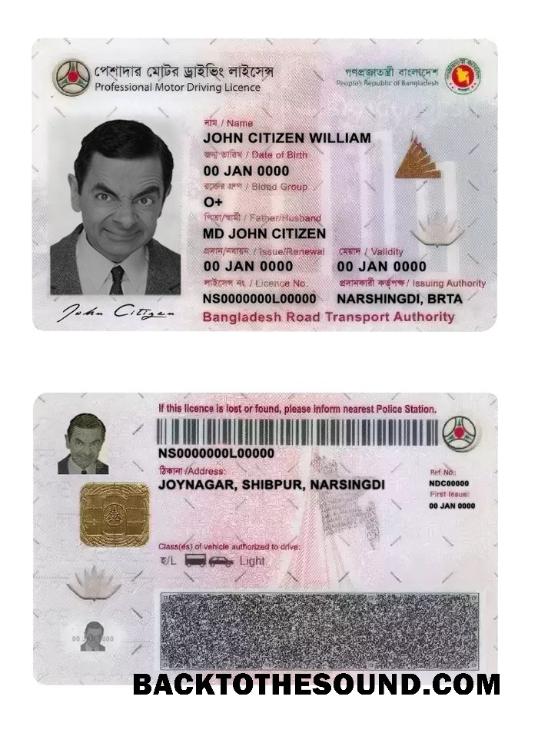 পেশাদার মোটর ড্রাইভিং লাইসেন্স
Professional Motor Driving Licence
গণপ্রজাতন্ত্রী বাংলাদেশ
People's Republic of Bangladesh
নাম / Name
JOHN CITIZEN WILLIAM
জন্ম তারিখ / Date of Birth
00 JAN 0000
রক্তের গ্রুপ / Blood Group
O+
পিতা/স্বামী / Father/Husband
MD JOHN CITIZEN
প্রদান/নবায়ন / Issue/Renewal মেয়াদ / Validity
00 JAN 0000 00 JAN 0000
লাইসেন্স নং / Licence No. প্রদানকারী কর্তৃপক্ষ / Issuing Authority
NS0000000L00000 NARSHINGDI, BRTA
John Citizen
Bangladesh Road Transport Authority
If this licence is lost or found, please inform nearest Police Station.
NS0000000L00000
ঠিকানা /Address:
JOYNAGAR, SHIBPUR, NARSINGDI
Ref No.:
NDC00000
First Issue:
00 JAN 0000
Class(es) of vehicle authorized to drive:
হ/L Light
BACKTOTHESOUND.COM